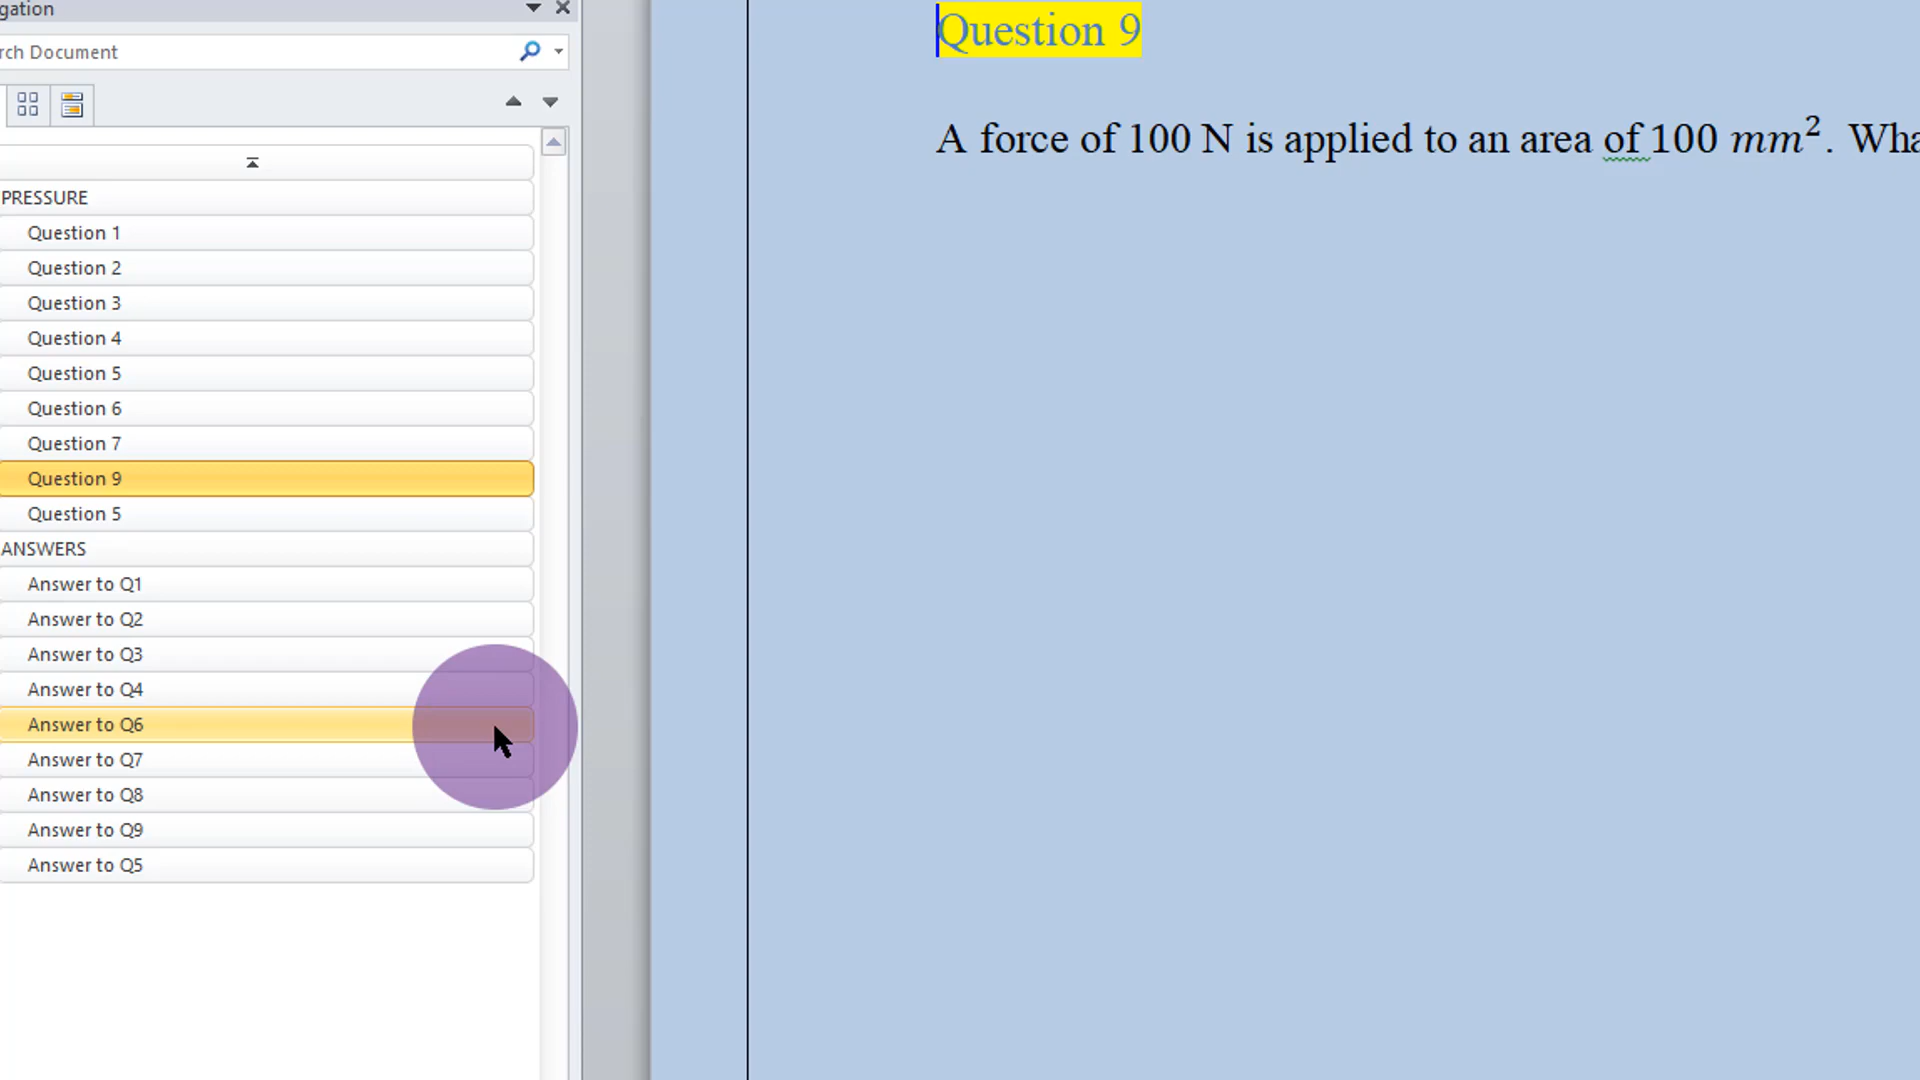 gation
rch Document
PRESSURE
Question 1
Question 2
Question 3
Question 4
Question 5
Question 6
Question 7
Question 9
Question 5
ANSWERS
Answer to Q1
Answer to Q2
Answer to Q3
Answer to Q4
Answer to Q6
Answer to Q7
Answer to Q8
Answer to Q9
Answer to Q5
Question 9
A force of 100 N is applied to an area of 100 mm². Wha